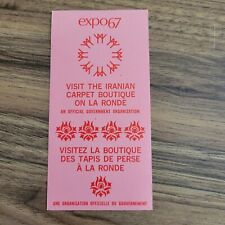 expo67
VISIT THE IRANIAN
CARPET BOUTIQUE
ON LA RONDE
AN OFFICIAL GOVERNMENT ORGANIZATION
VISITEZ LA BOUTIQUE
DES TAPIS DE PERSE
À LA RONDE
UNE ORGANISATION OFFICIELLE DU GOUVERNEMENT